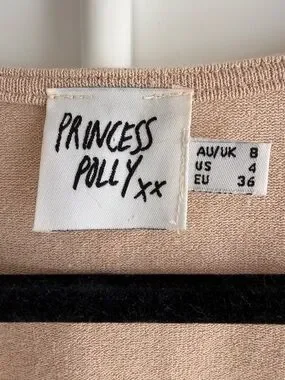 PRINCESS
POLLY xx
AU/UK 8
US 4
EU 36